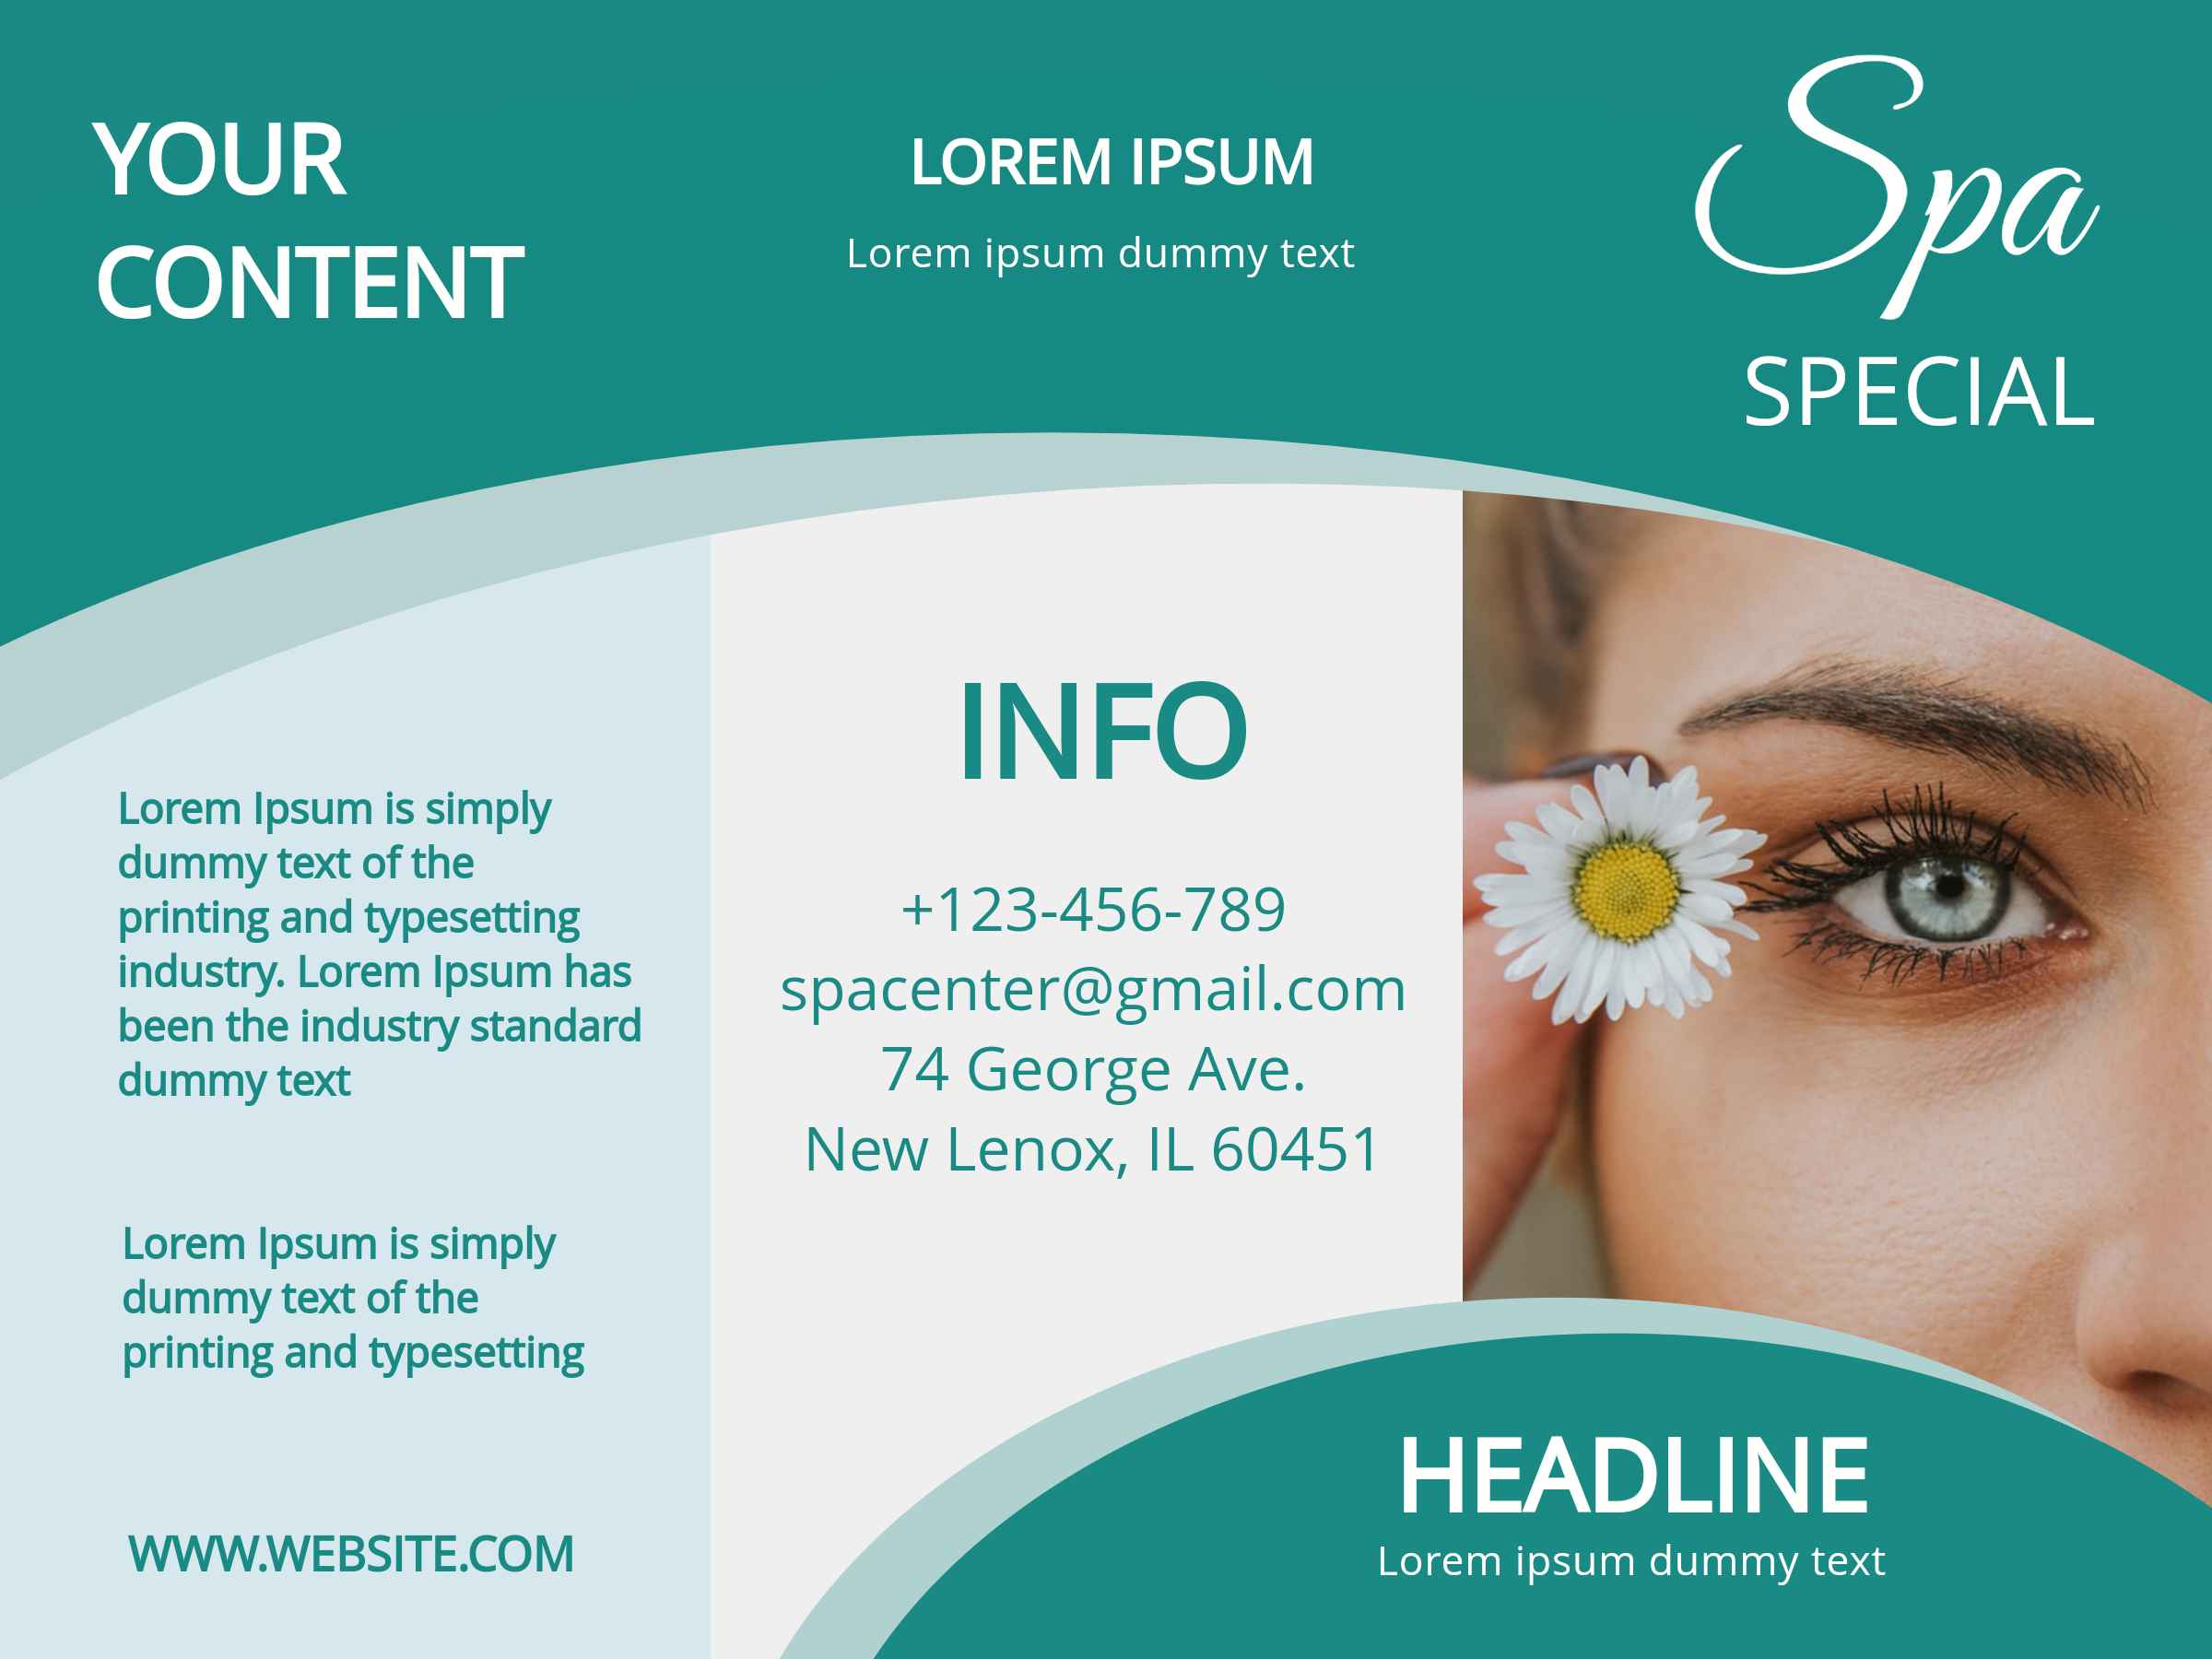 YOUR
CONTENT
Lorem Ipsum is simply
dummy text of the
printing and typesetting
industry. Lorem Ipsum has
been the industry standard
dummy text
Lorem Ipsum is simply
dummy text of the
printing and typesetting
WWW.WEBSITE.COM
LOREM IPSUM
Lorem ipsum dummy text
INFO
+123-456-789
spacenter@gmail.com
74 George Ave.
New Lenox, IL 60451
Spa
SPECIAL
HEADLINE
Lorem ipsum dummy text